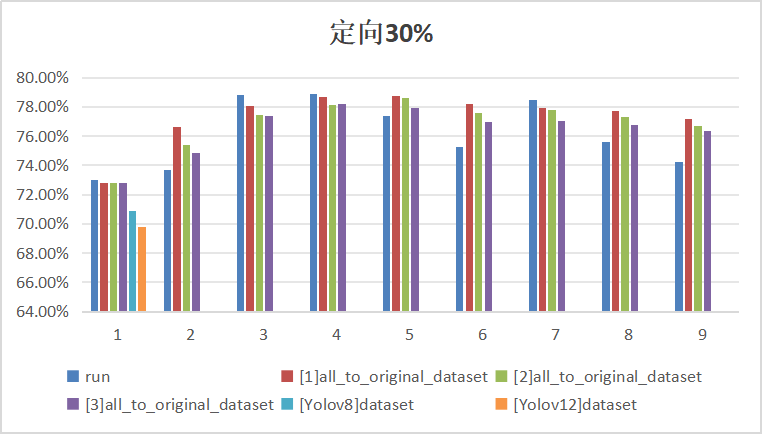 定向30%
80.00%
78.00%
76.00%
74.00%
72.00%
70.00%
68.00%
66.00%
64.00%
1 2 3 4 5 6 7 8 9
run [1]all_to_original_dataset [2]all_to_original_dataset
[3]all_to_original_dataset [Yolov8]dataset [Yolov12]dataset